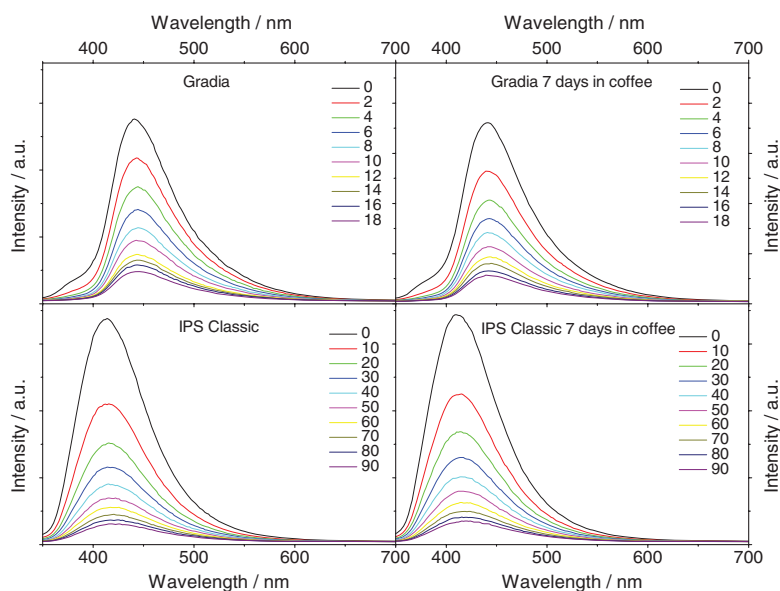 Wavelength / nm
Wavelength / nm
400 500 600 700 400 500 600 700
Intensity / a.u.
Gradia
0
2
4
6
8
10
12
14
16
18
Gradia 7 days in coffee
0
2
4
6
8
10
12
14
16
18
Intensity / a.u.
Intensity / a.u.
IPS Classic
0
10
20
30
40
50
60
70
80
90
IPS Classic 7 days in coffee
0
10
20
30
40
50
60
70
80
90
Intensity / a.u.
400 500 600 700 400 500 600 700
Wavelength / nm
Wavelength / nm